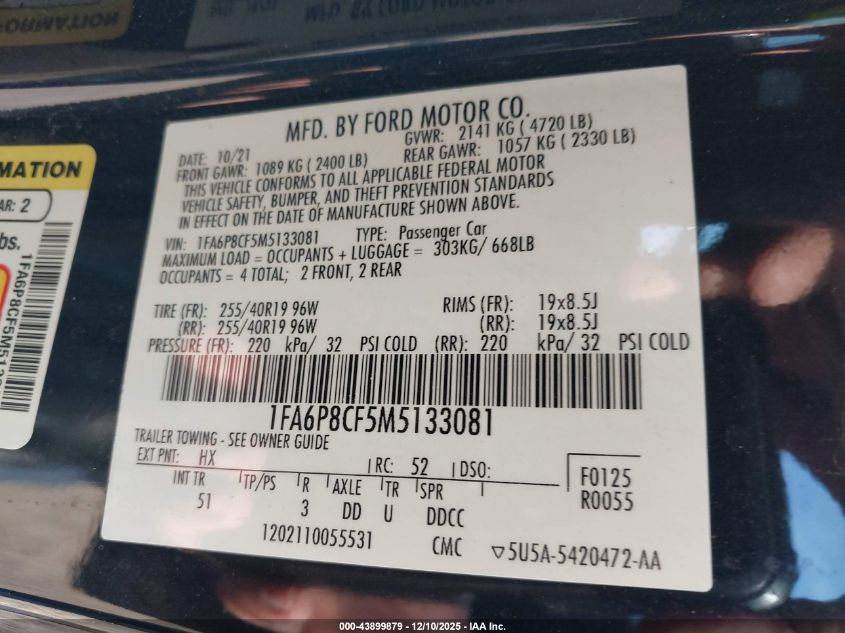 MFD. BY FORD MOTOR CO.
DATE: 10/21 GVWR: 2141 KG ( 4720 LB)
FRONT GAWR: 1089 KG ( 2400 LB) REAR GAWR: 1057 KG ( 2330 LB)
THIS VEHICLE CONFORMS TO ALL APPLICABLE FEDERAL MOTOR
VEHICLE SAFETY, BUMPER, AND THEFT PREVENTION STANDARDS
IN EFFECT ON THE DATE OF MANUFACTURE SHOWN ABOVE.
VIN: 1FA6P8CF5M5133081 TYPE: Passenger Car
MAXIMUM LOAD = OCCUPANTS + LUGGAGE = 303KG/ 668LB
OCCUPANTS = 4 TOTAL; 2 FRONT, 2 REAR
TIRE (FR): 255/40R19 96W RIMS (FR): 19x8.5J
(RR): 255/40R19 96W (RR): 19x8.5J
PRESSURE (FR): 220 kPa/ 32 PSI COLD (RR): 220 kPa/ 32 PSI COLD
1FA6P8CF5M5133081
TRAILER TOWING - SEE OWNER GUIDE
EXT PNT: HX RC: 52 DSO:
INT TR TP/PS R AXLE TR SPR
51 3 DD U DDCC
F0125
R0055
1202110055531 CMC ▽5U5A-5420472-AA
MATION
AR: 2
bs.
000-43899879 - 12/10/2025 - IAA Inc.